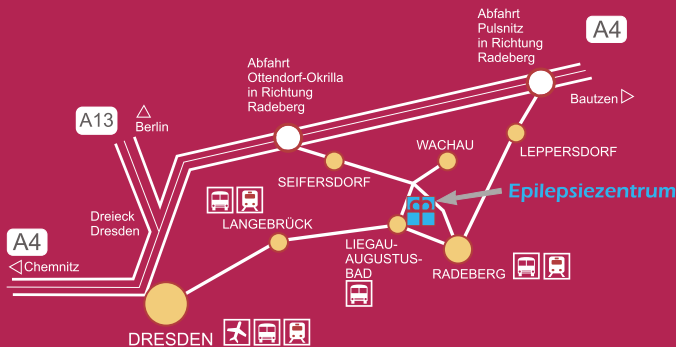 Abfahrt
Pulsnitz
in Richtung
Radeberg
A4
Abfahrt
Ottendorf-Okrilla
in Richtung
Radeberg
Bautzen
A13
Berlin
WACHAU
LEPPERSDORF
SEIFERSDORF
Epilepsiezentrum
Dreieck
Dresden
LANGEBRÜCK
A4
Chemnitz
LIEGAU-
AUGUSTUS-
BAD
RADEBERG
DRESDEN